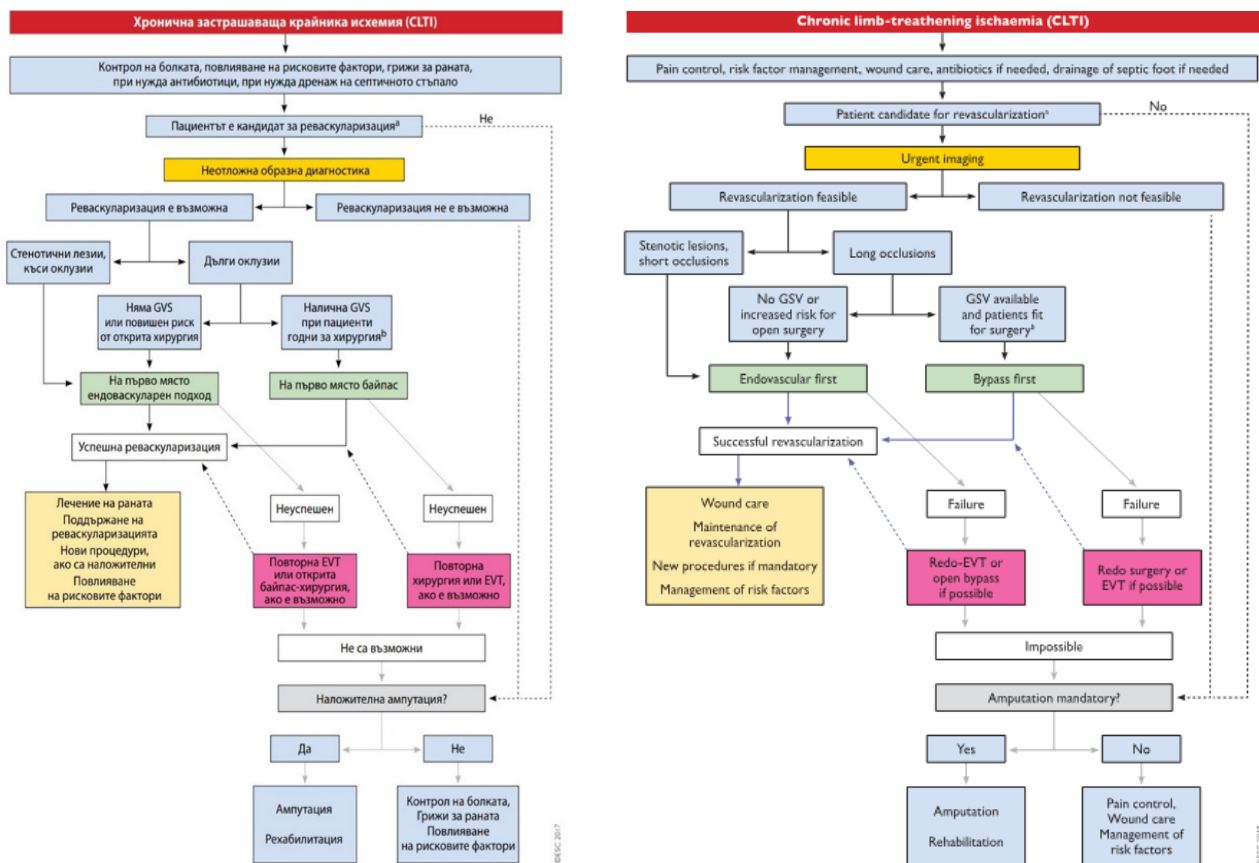 Хронична застрашаваща крайника исхемия (CLTI)
Контрол на болката, повлияване на рисковите фактори, грижи за раната,
при нужда антибиотици, при нужда дренаж на септичното стъпало
Пациентът е кандидат за реваскуларизация^a
Не
Неотложна образна диагностика
Реваскуларизация е възможна
Реваскуларизация не е възможна
Стенотични лезии,
къси оклузии
Дълги оклузии
Няма GVS
или повишен риск
от открита хирургия
Налична GVS
при пациенти
годни за хирургия^b
На първо място
ендоваскуларен подход
На първо място байпас
Успешна реваскуларизация
Лечение на раната
Поддържане на
реваскуларизацията
Нови процедури,
ако са наложителни
Повлияване
на рисковите фактори
Неуспешен
Неуспешен
Повторна EVT
или открита
байпас-хирургия,
ако е възможно
Повторна
хирургия или EVT,
ако е възможно
Не са възможни
Наложителна ампутация?
Да
Не
Ампутация
Рехабилитация
Контрол на болката,
Грижи за раната
Повлияване
на рисковите фактори
ESC 2017
Chronic limb-treathening ischaemia (CLTI)
Pain control, risk factor management, wound care, antibiotics if needed, drainage of septic foot if needed
No
Patient candidate for revascularization^a
Urgent imaging
Revascularization feasible
Revascularization not feasible
Stenotic lesions,
short occlusions
Long occlusions
No GSV or
increased risk for
open surgery
GSV available
and patients fit
for surgery
Endovascular first
Bypass first
Successful revascularization
Wound care
Maintenance of
revascularization
New procedures if mandatory
Management of risk factors
Failure
Failure
Redo-EVT or
open bypass
if possible
Redo surgery or
EVT if possible
Impossible
Amputation mandatory?
Yes
No
Amputation
Rehabilitation
Pain control,
Wound care
Management of
risk factors